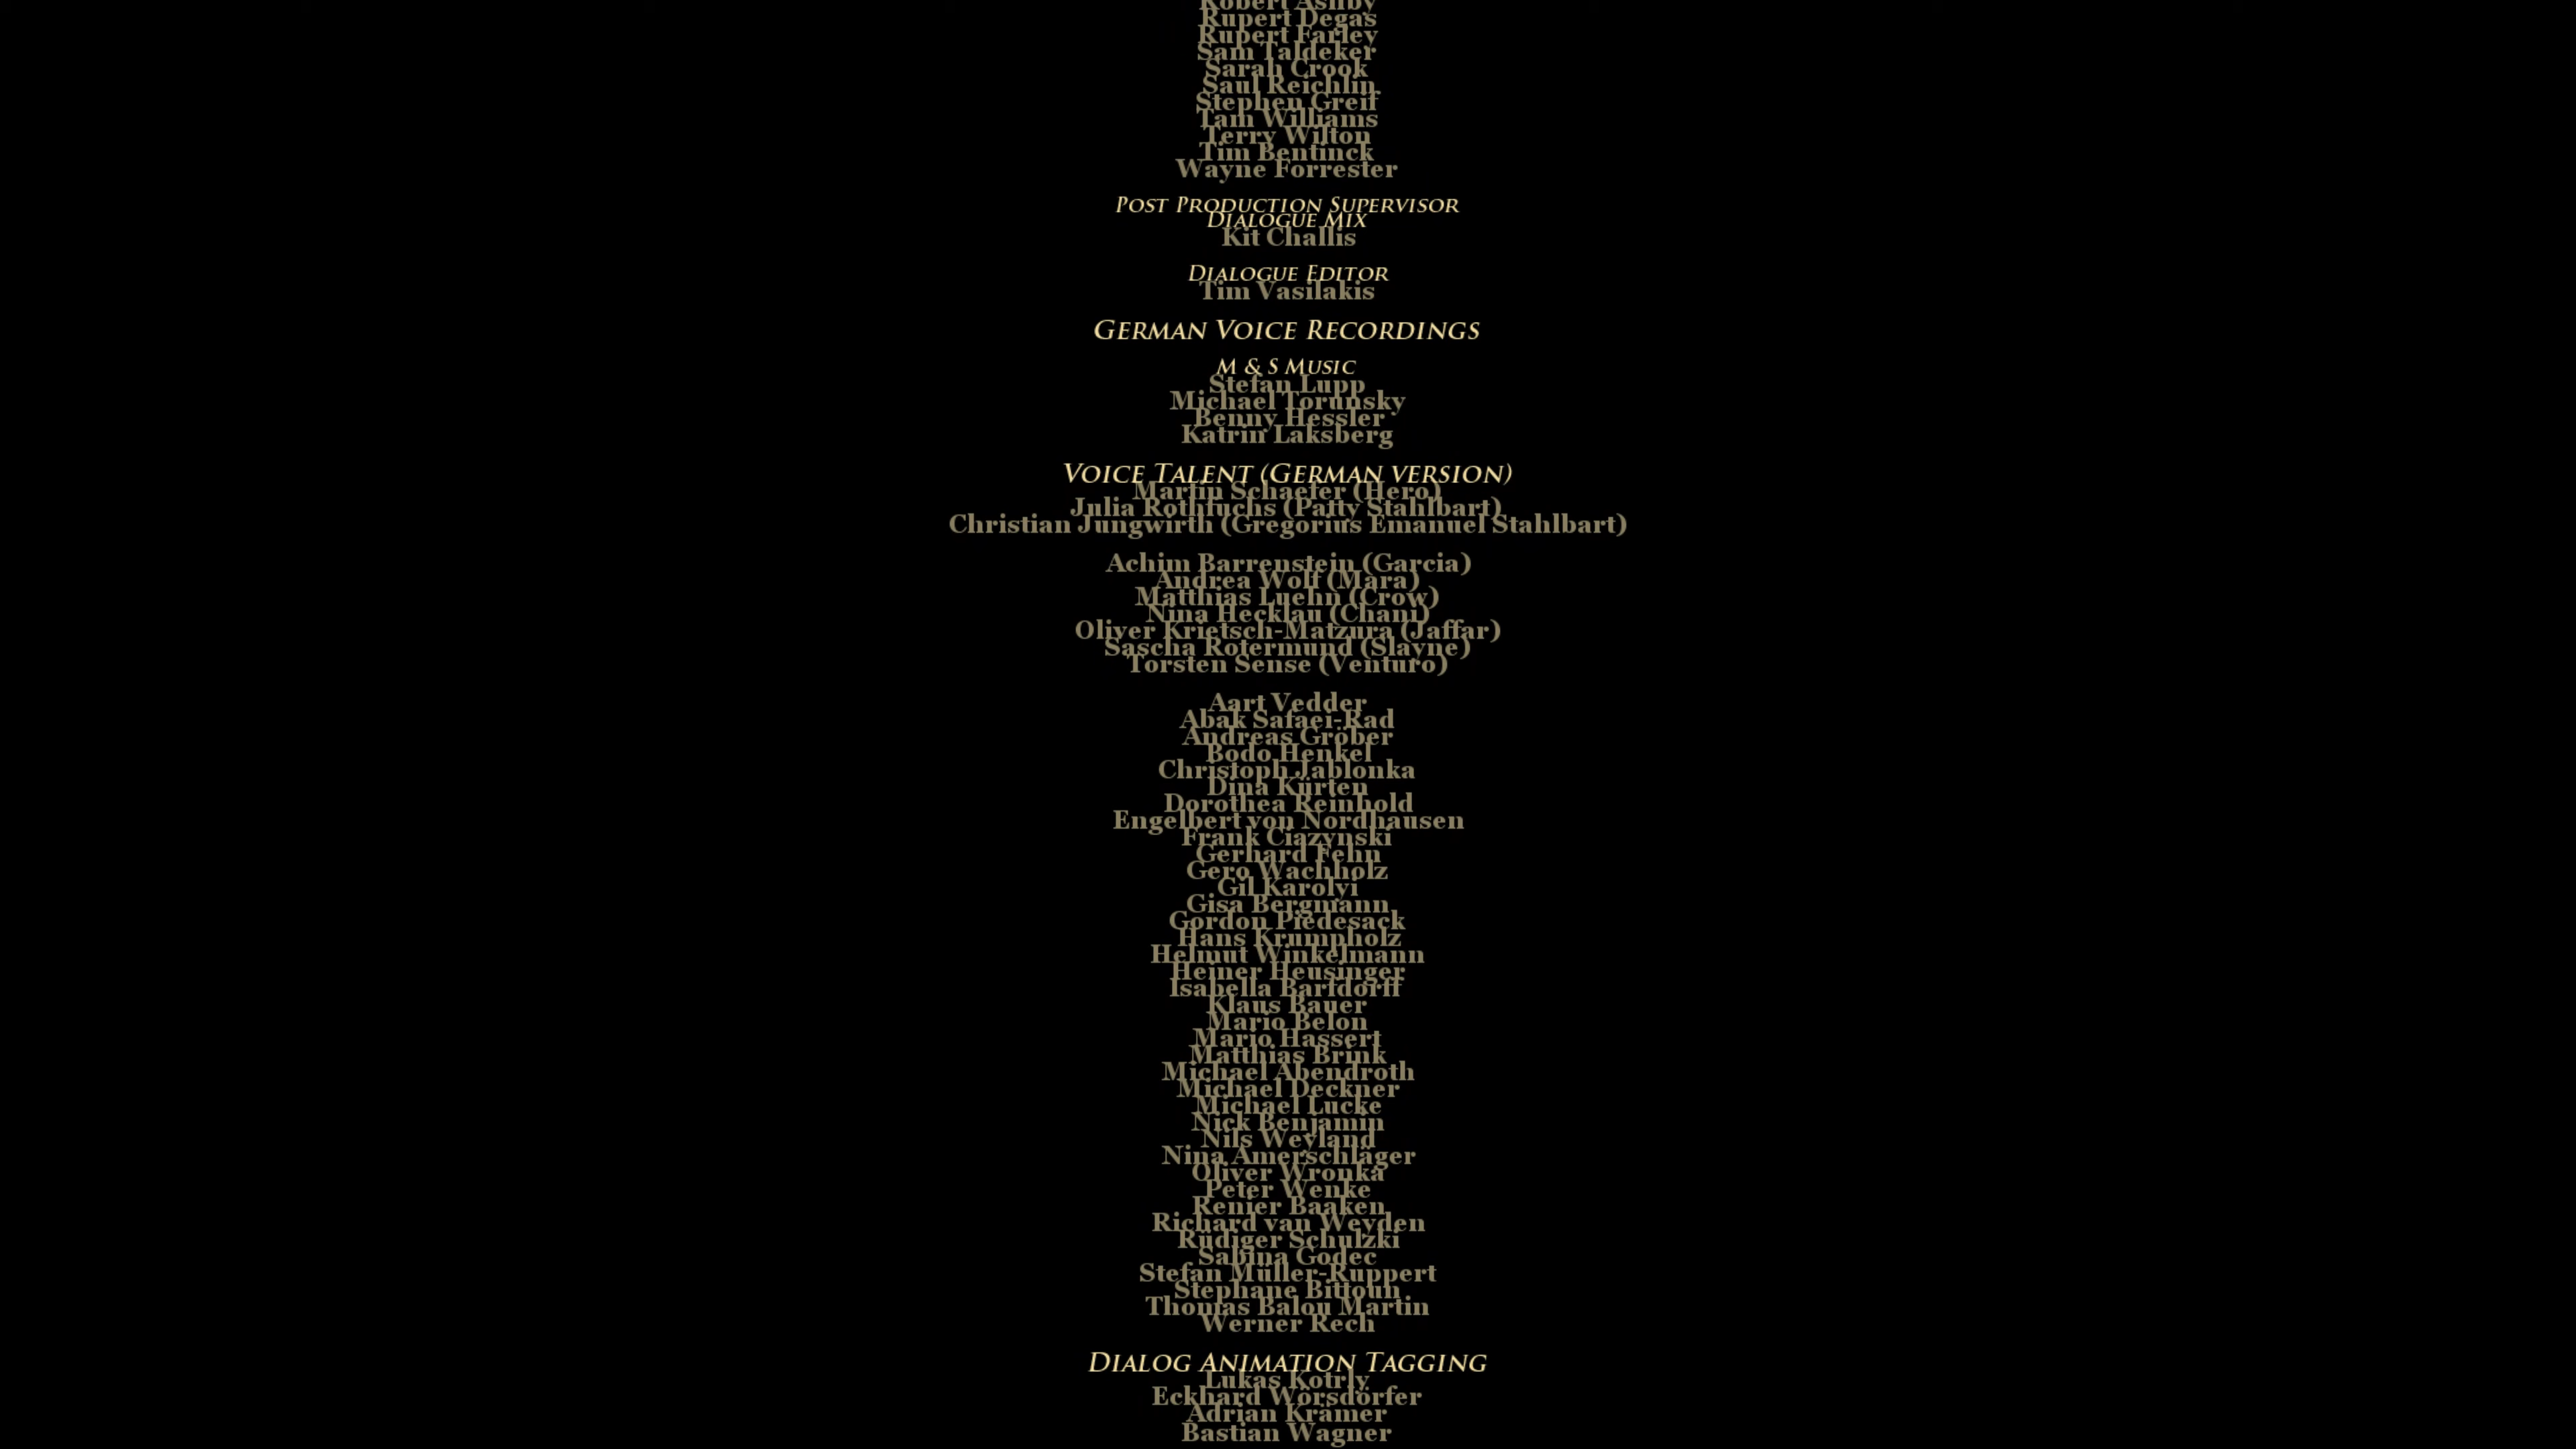 Robert Ashby
Rupert Degas
Rupert Farley
Sam Taldeker
Sarah Crook
Saul Reichlin
Stephen Greif
Tam Williams
Terry Wilton
Tim Bentinck
Wayne Forrester
Post Production Supervisor
Dialogue Mix
Kit Challis
Dialogue Editor
Tim Vasilakis
German Voice Recordings
M & S Music
Stefan Lupp
Michael Torunsky
Benny Hessler
Katrin Laksberg
Voice Talent (German version)
Martin Schaefer (Hero)
Julia Rothfuchs (Patty Stahlbart)
Christian Jungwirth (Gregorius Emanuel Stahlbart)
Achim Barrenstein (Garcia)
Andrea Wolf (Mara)
Matthias Luehn (Crow)
Nina Hecklau (Chani)
Oliver Krietsch-Matzura (Jaffar)
Sascha Rotermund (Slayne)
Torsten Sense (Venturo)
Aart Vedder
Abak Safaei-Rad
Andreas Gröber
Bodo Henkel
Christoph Jablonka
Dina Kürten
Dorothea Reinhold
Engelbert von Nordhausen
Frank Ciazynski
Gerhard Fehn
Gero Wachholz
Gil Karolyi
Gisa Bergmann
Gordon Piedesack
Hans Krumpholz
Helmut Winkelmann
Heiner Heusinger
Isabella Bartdorff
Klaus Bauer
Mario Belon
Mario Hassert
Matthias Brink
Michael Abendroth
Michael Deckner
Michael Lucke
Nick Benjamin
Nils Weyland
Nina Amerschläger
Oliver Wronka
Peter Wenke
Renier Baaken
Richard van Weyden
Rüdiger Schulzki
Sabina Godec
Stefan Müller-Ruppert
Stephane Bittoun
Thomas Balou Martin
Werner Rech
Dialog Animation Tagging
Lukas Kotrly
Eckhard Wörsdörfer
Adrian Krämer
Bastian Wagner